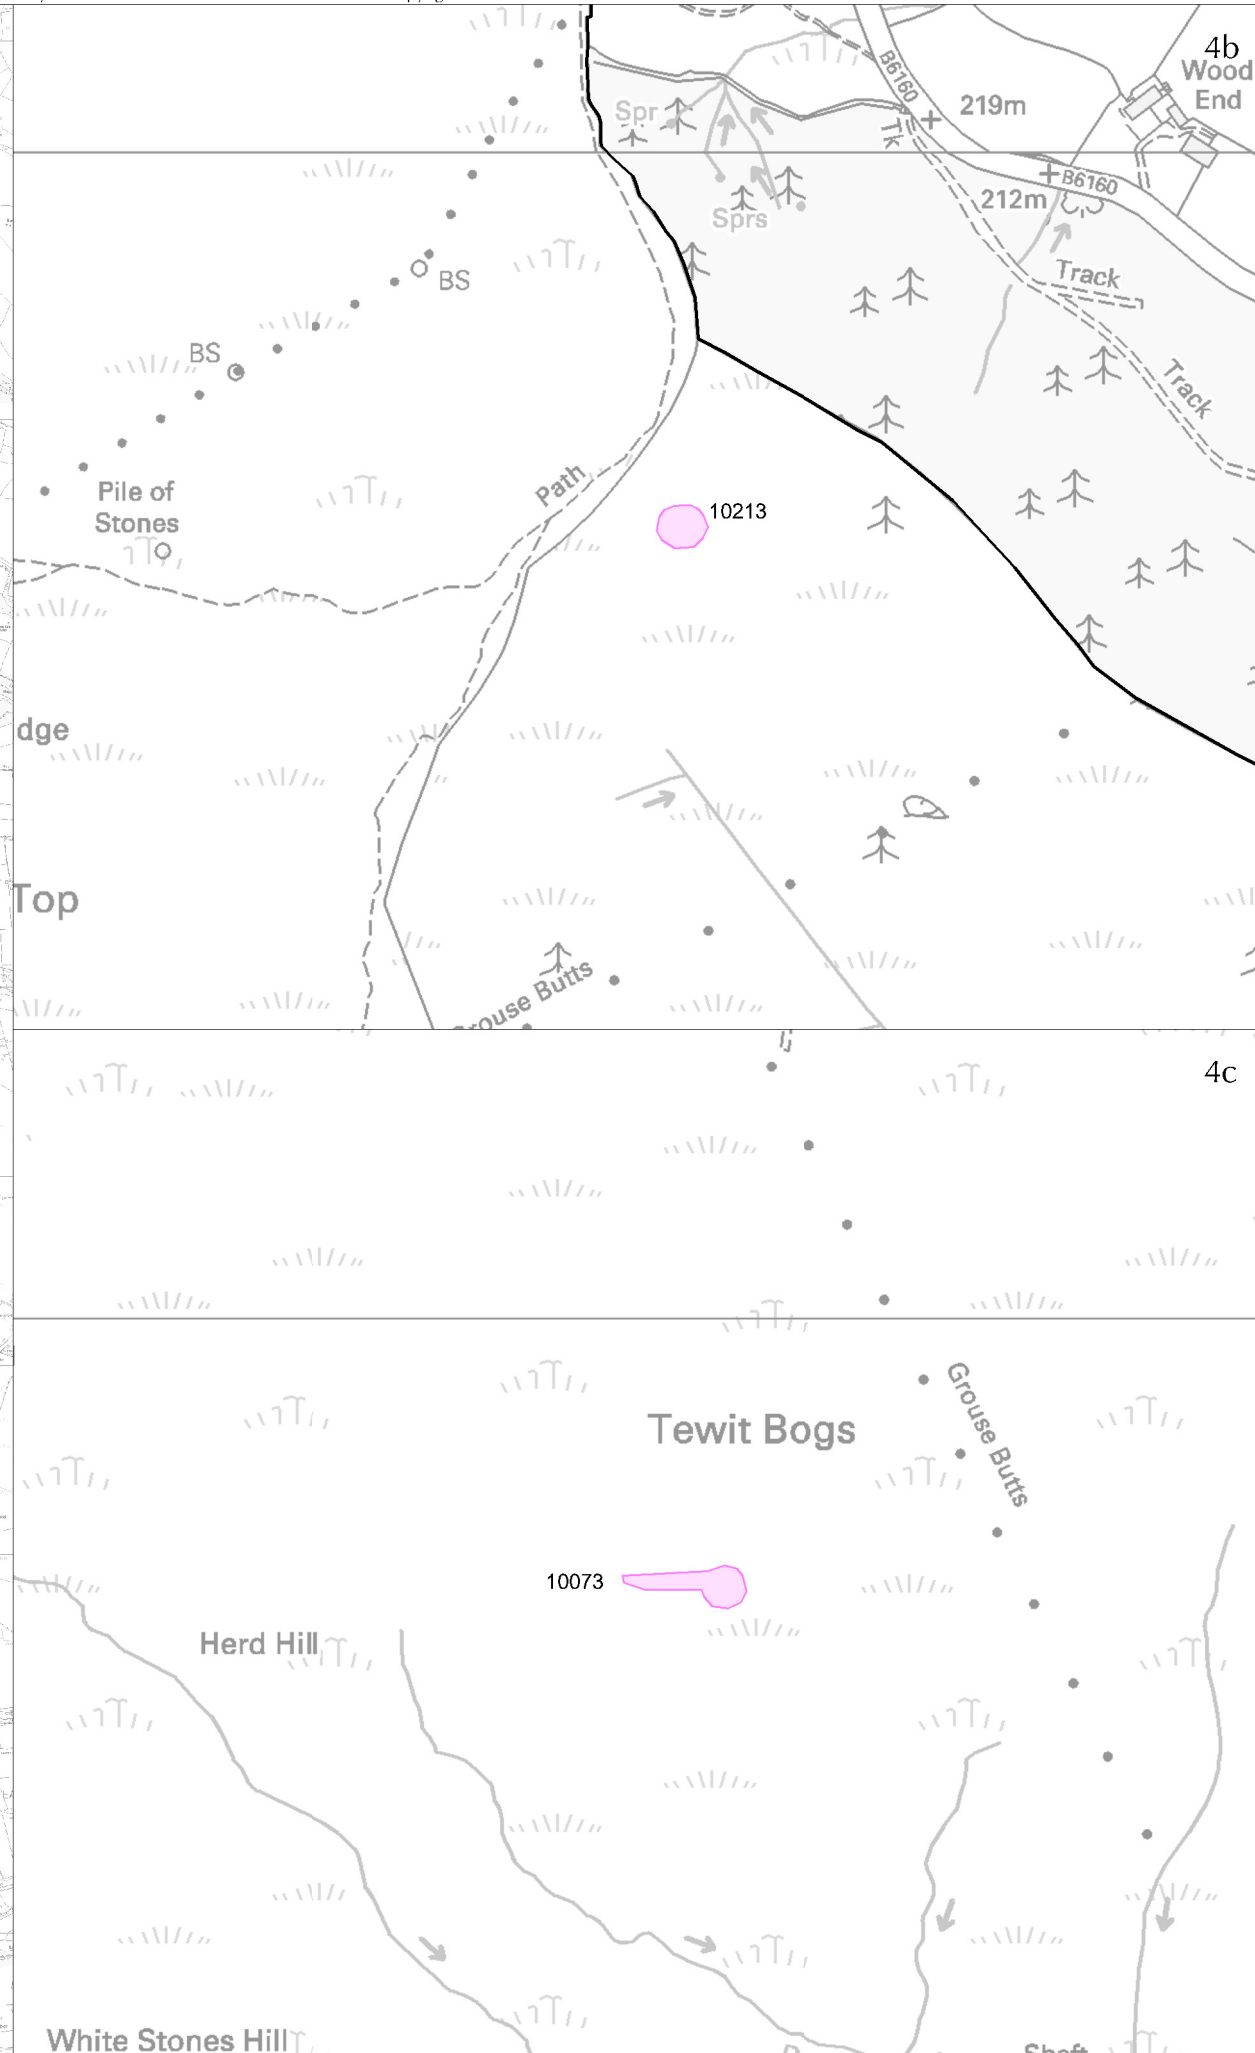 4b
Wood
End
B6160
219m
Spr
Tk
B6160
212m
Sprs
Track
BS
BS
Track
Path
Pile of
Stones
10213
dge
Top
Grouse Butts
4c
Grouse Butts
Tewit Bogs
10073
Herd Hill
White Stones Hill